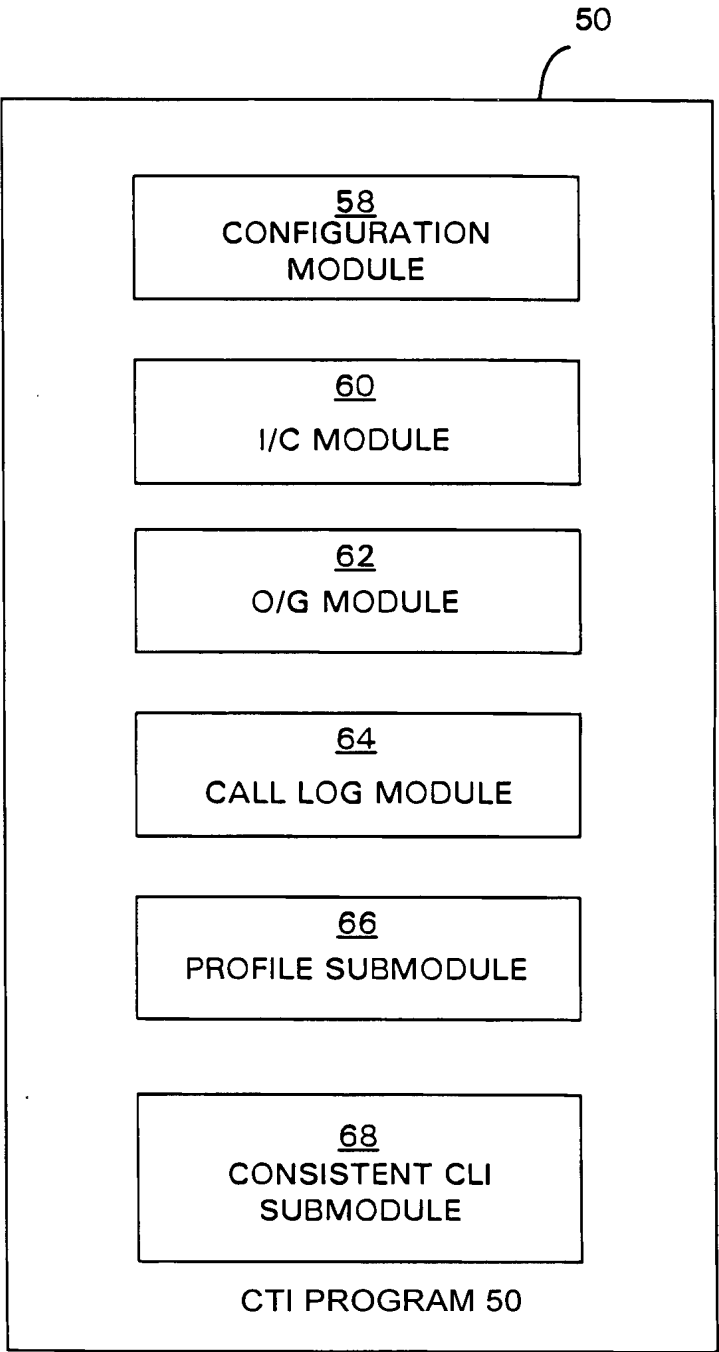 50
58
CONFIGURATION
MODULE
60
I/C MODULE
62
O/G MODULE
64
CALL LOG MODULE
66
PROFILE SUBMODULE
68
CONSISTENT CLI
SUBMODULE
CTI PROGRAM 50